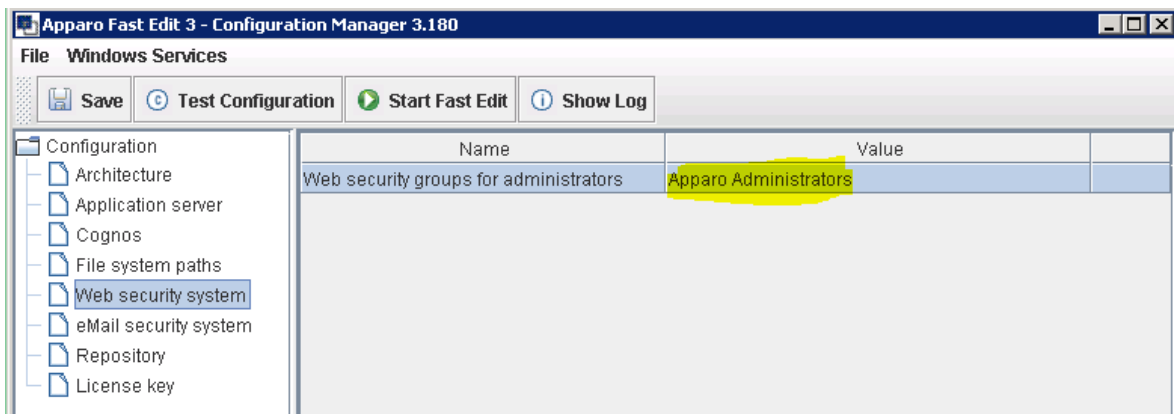 Apparo Fast Edit 3 - Configuration Manager 3.180
File Windows Services
Save Test Configuration Start Fast Edit Show Log
Configuration
Architecture
Application server
Cognos
File system paths
Web security system
eMail security system
Repository
License key
Name Value
Web security groups for administrators Apparo Administrators